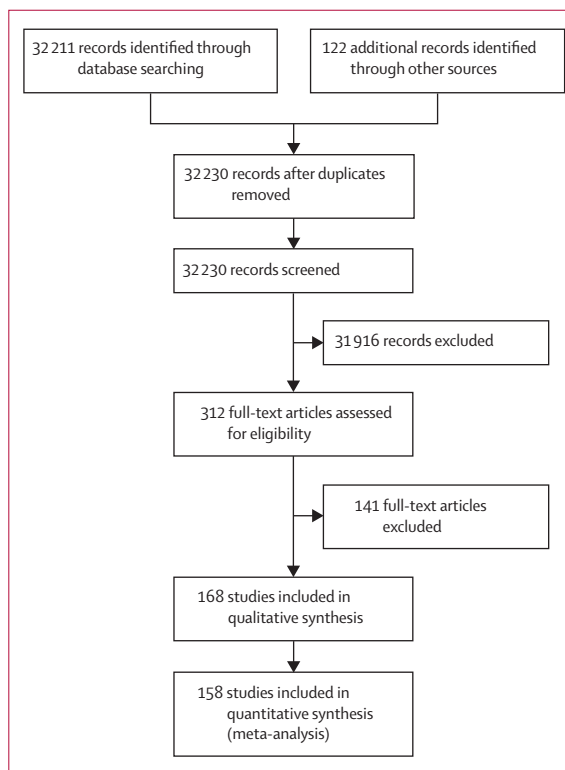 32 211 records identified through
database searching
122 additional records identified
through other sources
32 230 records after duplicates
removed
32 230 records screened
31 916 records excluded
312 full-text articles assessed
for eligibility
141 full-text articles
excluded
168 studies included in
qualitative synthesis
158 studies included in
quantitative synthesis
(meta-analysis)